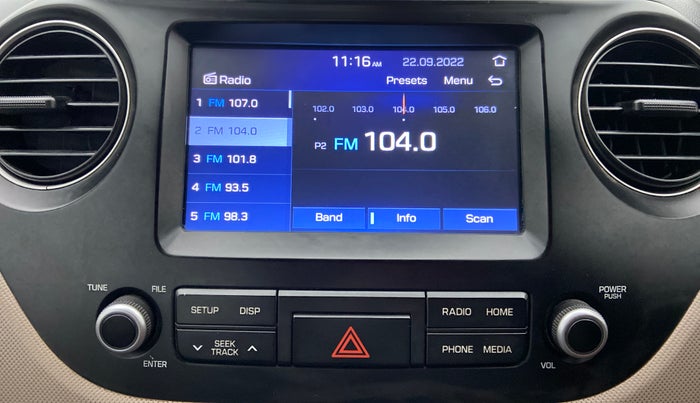 11:16 AM 22.09.2022
Radio Presets Menu
1 FM 107.0
2 FM 104.0
3 FM 101.8
4 FM 93.5
5 FM 98.3
102.0 103.0 104.0 105.0 106.0
P2 FM 104.0
Band Info Scan
TUNE FILE
ENTER
SETUP DISP
SEEK
TRACK
RADIO HOME
PHONE MEDIA
POWER
PUSH
VOL